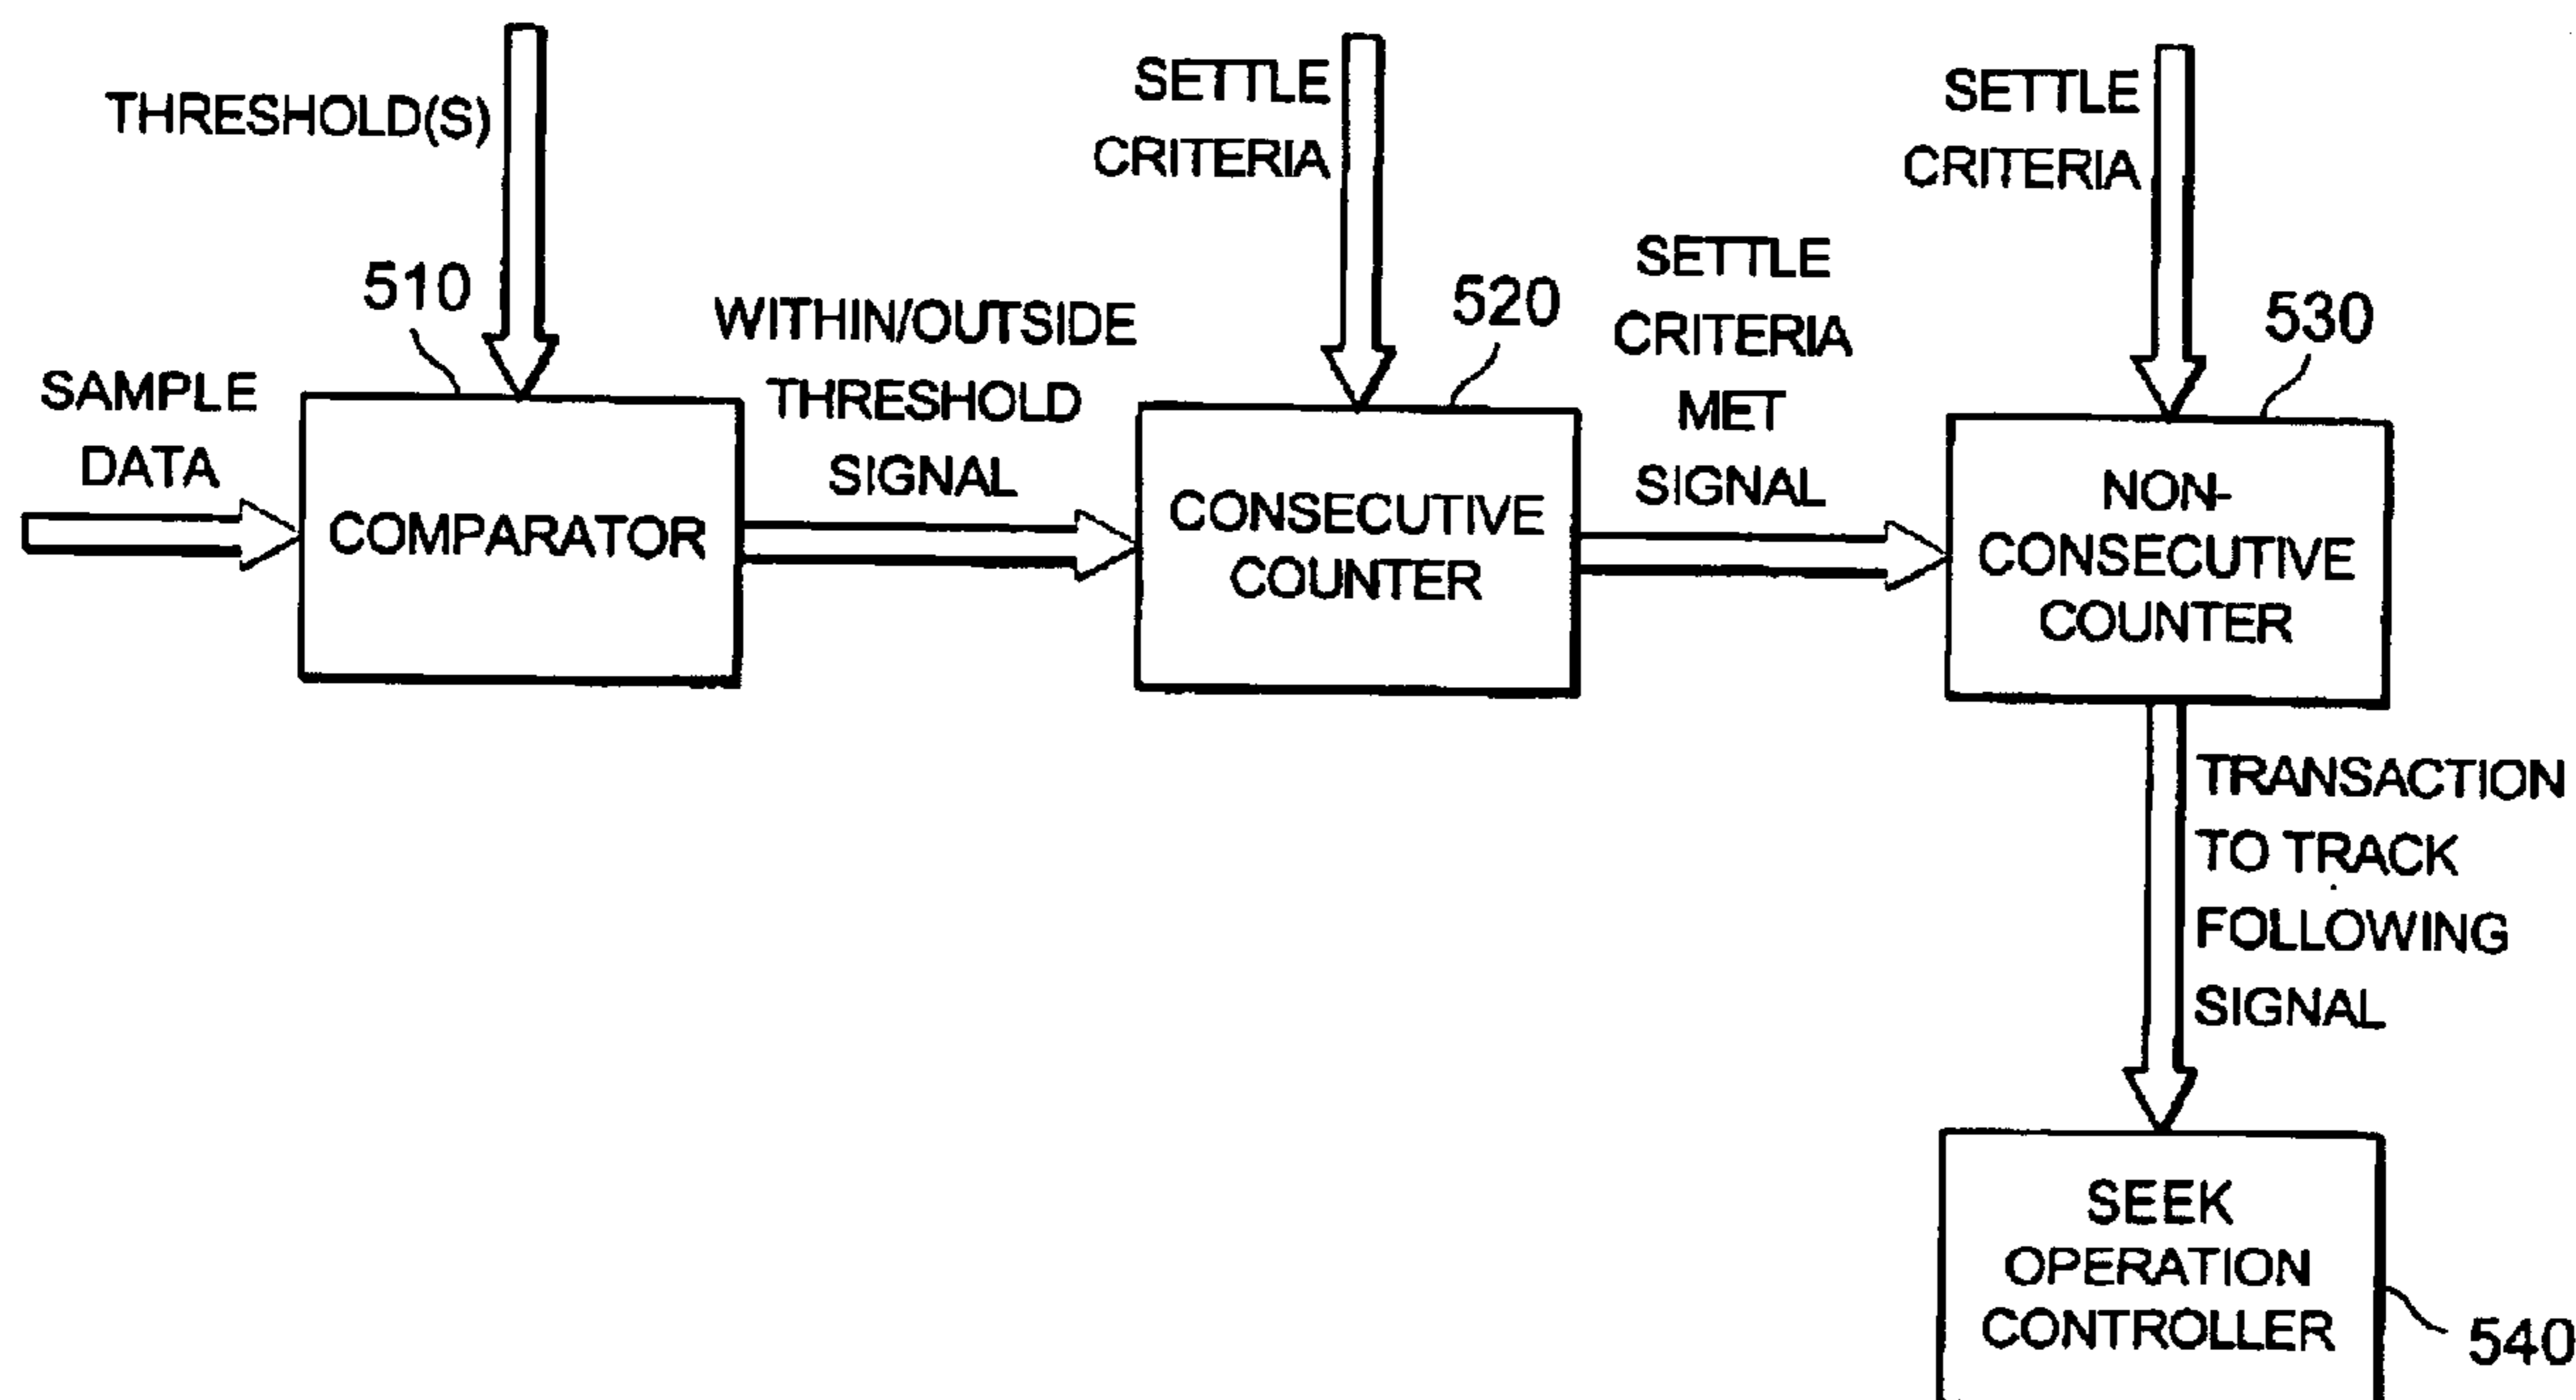 THRESHOLD(S)
SETTLE
CRITERIA
SETTLE
CRITERIA
510
SAMPLE
DATA
COMPARATOR
WITHIN/OUTSIDE
THRESHOLD
SIGNAL
520
CONSECUTIVE
COUNTER
SETTLE
CRITERIA
MET
SIGNAL
530
NON-
CONSECUTIVE
COUNTER
TRANSACTION
TO TRACK
FOLLOWING
SIGNAL
SEEK
OPERATION
CONTROLLER
540